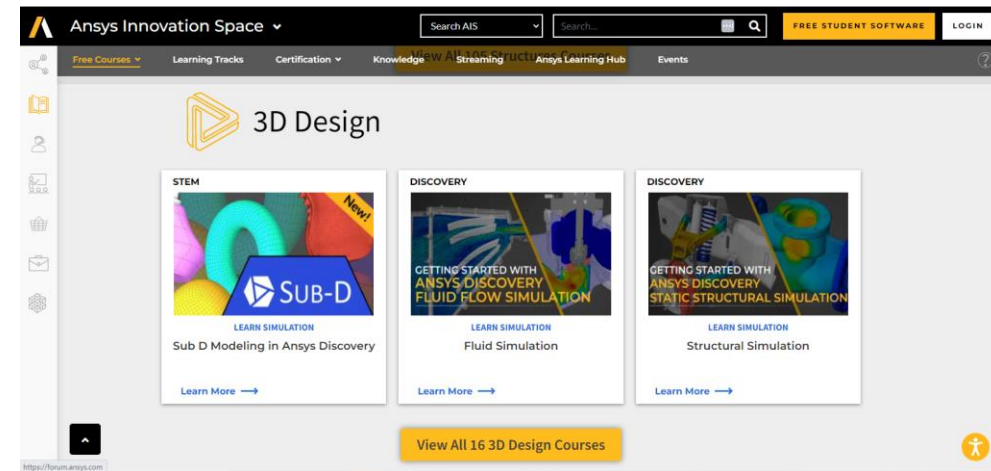 Ansys Innovation Space
Search AIS
Search...
FREE STUDENT SOFTWARE
LOGIN
View All 105 Structures Courses
Free Courses
Learning Tracks
Certification
Knowledge
Streaming
Ansys Learning Hub
Events
3D Design
STEM
New!
SUB-D
LEARN SIMULATION
Sub D Modeling in Ansys Discovery
Learn More
DISCOVERY
GETTING STARTED WITH
ANSYS DISCOVERY
FLUID FLOW SIMULATION
LEARN SIMULATION
Fluid Simulation
Learn More
DISCOVERY
GETTING STARTED WITH
ANSYS DISCOVERY
STATIC STRUCTURAL SIMULATION
LEARN SIMULATION
Structural Simulation
Learn More
View All 16 3D Design Courses
https://forum.ansys.com